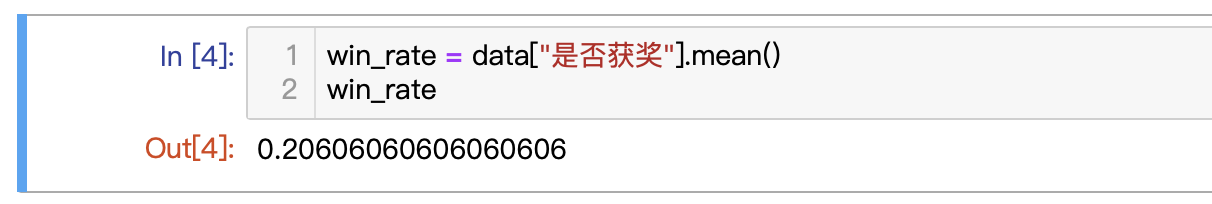 In [4]: 1 win_rate = data["是否获奖"].mean()
2 win_rate
Out[4]: 0.20606060606060606